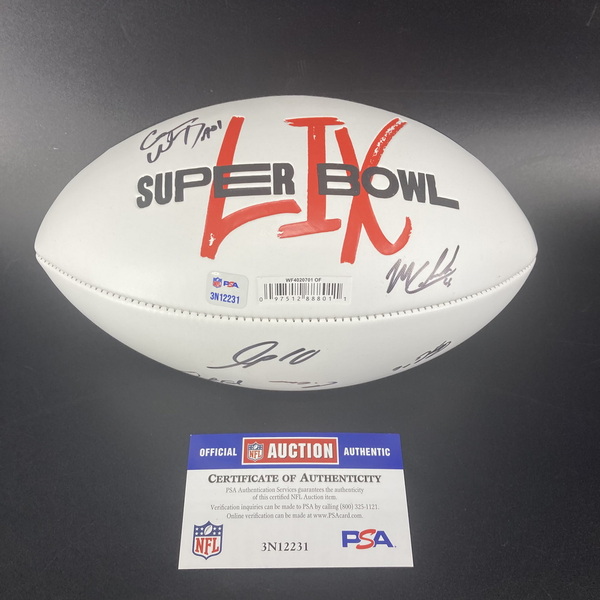 LIX
SUPER BOWL
NFL PSA
3N12231
WF4020701 OF
0 97512 88801 1
10
OFFICIAL NFL AUCTION AUTHENTIC
CERTIFICATE OF AUTHENTICITY
PSA Authentication Services guarantees the authenticity
of this certified NFL Auction item.
Verification inquiries can be made to PSA by calling (800) 325-1121.
Online verification can be made at www.PSAcard.com.
NFL
3N12231
PSA.